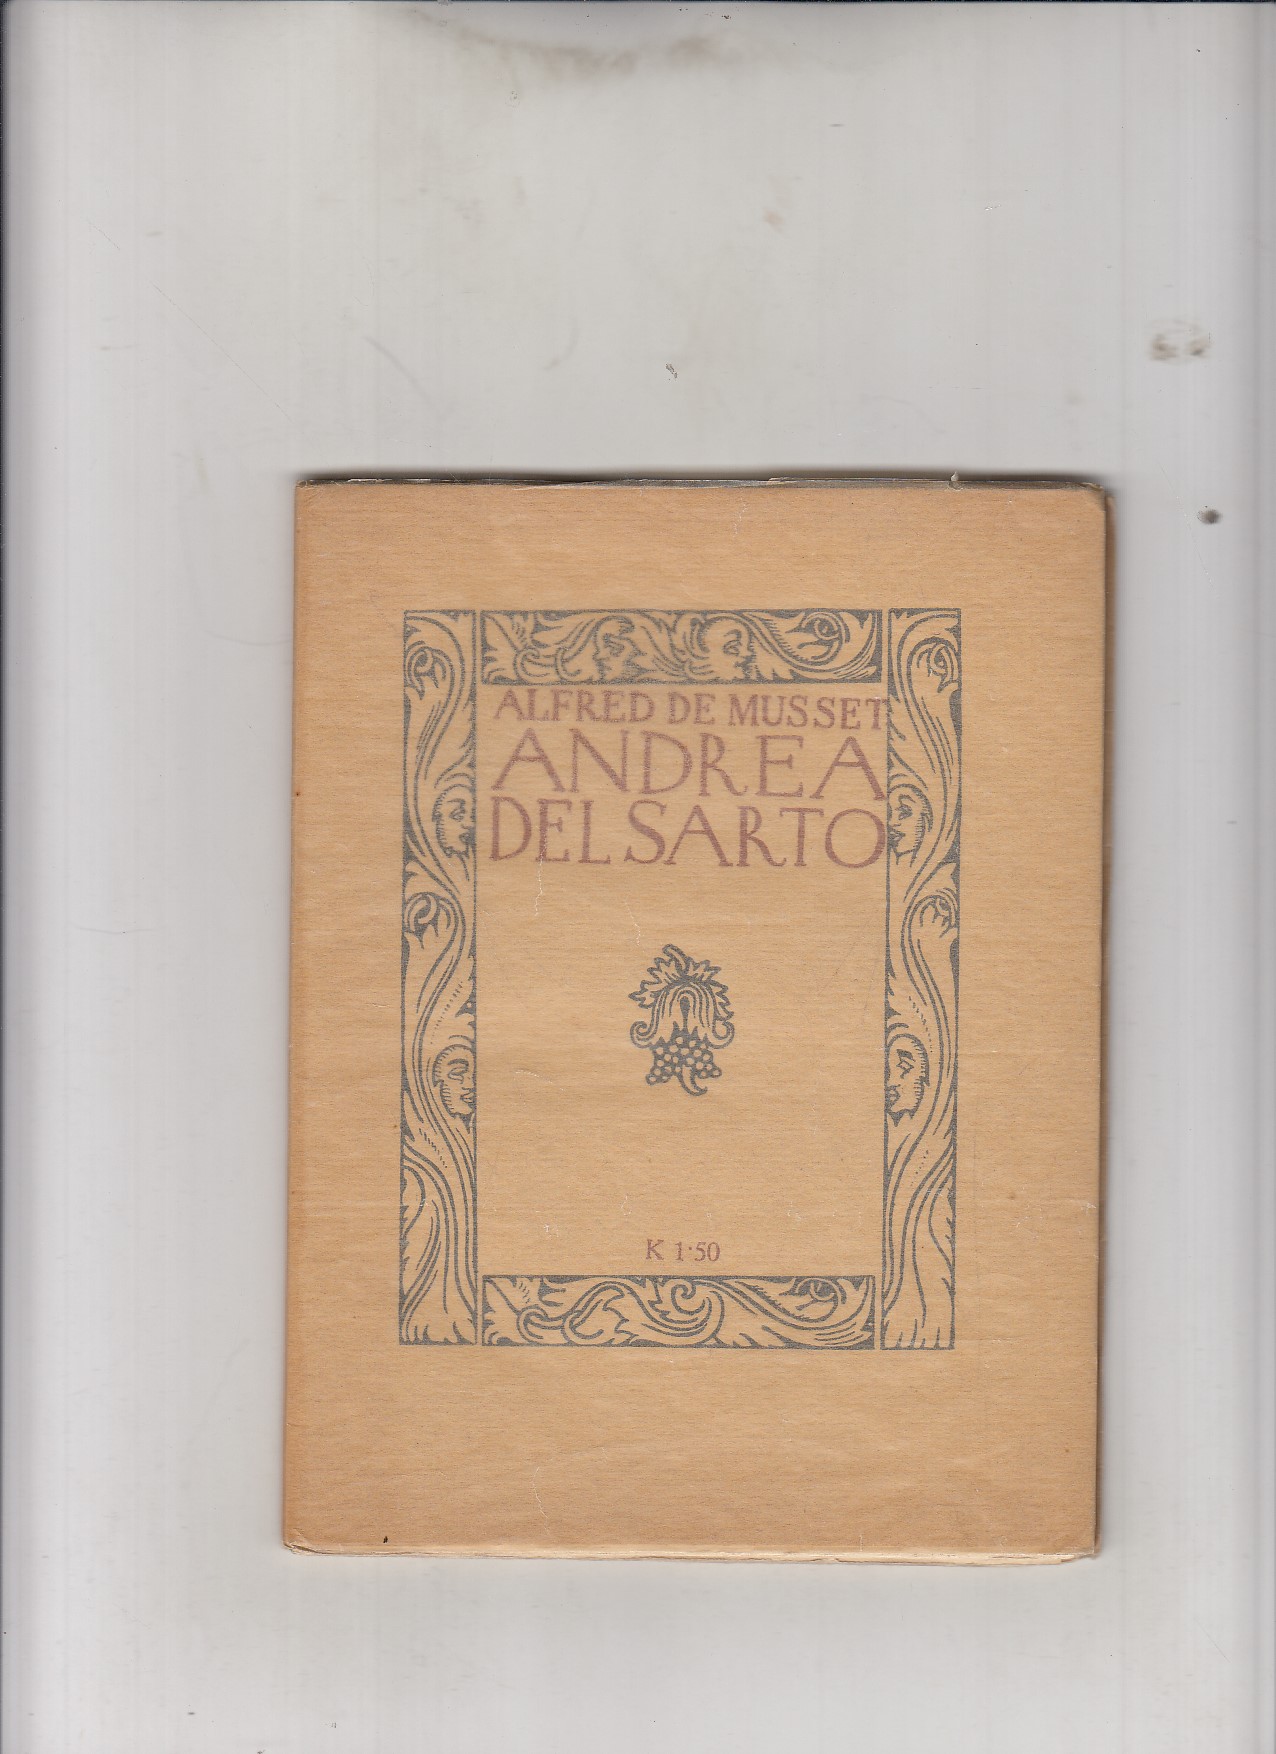 ALFRED DE MUSSET
ANDREA
DEL SARTO
K 1·50